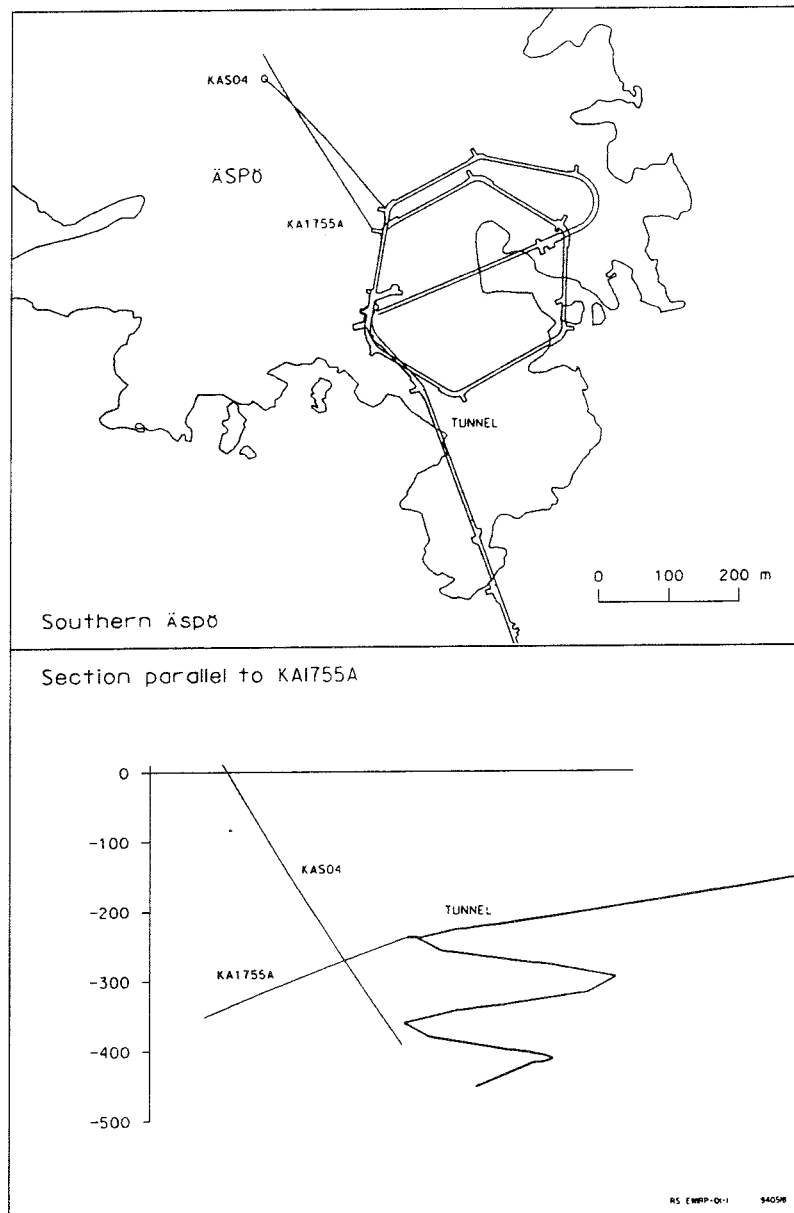 KAS04
ÄSPÖ
KA1755A
TUNNEL
0 100 200 m
Southern Äspö
Section parallel to KA1755A
0
-100
KAS04
-200
TUNNEL
-300
KA1755A
-400
-500